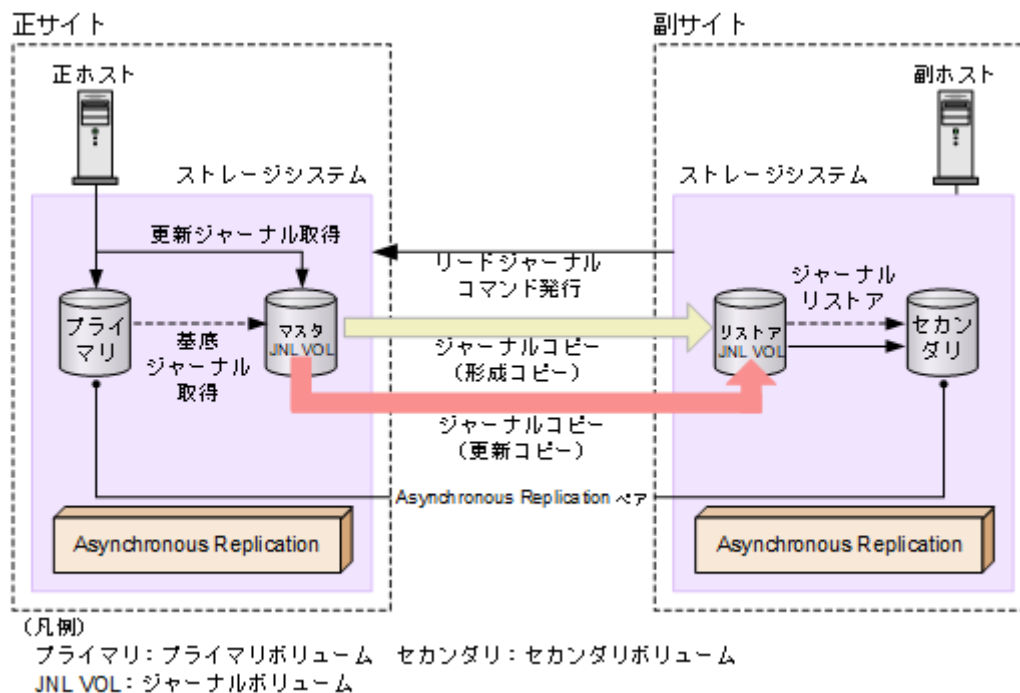 正サイト
副サイト
正ホスト
副ホスト
ストレージシステム
ストレージシステム
更新ジャーナル取得
リードジャーナル
コマンド発行
ジャーナル
リストア
プライ
マリ
基底
ジャーナル
取得
マスタ
JNL VOL
リストア
JNL VOL
セカン
ダリ
ジャーナルコピー
(形成コピー)
ジャーナルコピー
(更新コピー)
Asynchronous Replication ペア
Asynchronous Replication
Asynchronous Replication
(凡例)
プライマリ:プライマリボリューム セカンダリ:セカンダリボリューム
JNL VOL:ジャーナルボリューム